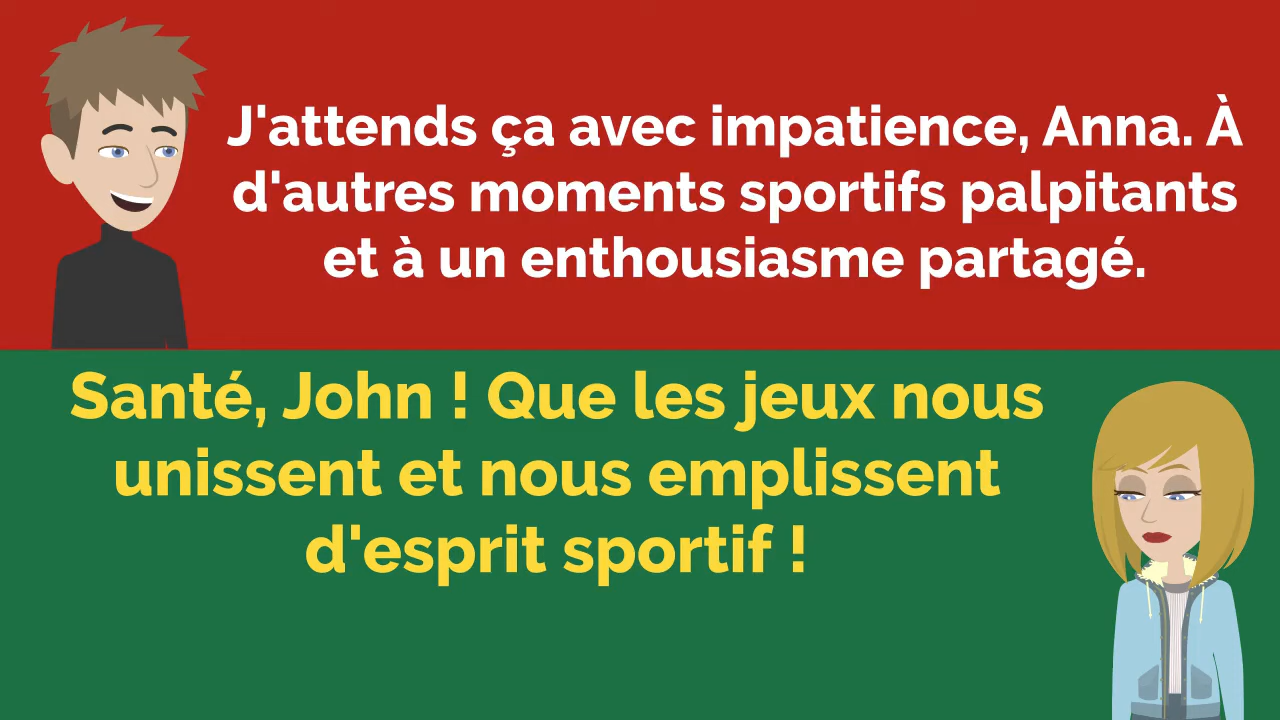 J'attends ça avec impatience, Anna. À
d'autres moments sportifs palpitants
et à un enthousiasme partagé.
Santé, John ! Que les jeux nous
unissent et nous emplissent
d'esprit sportif !